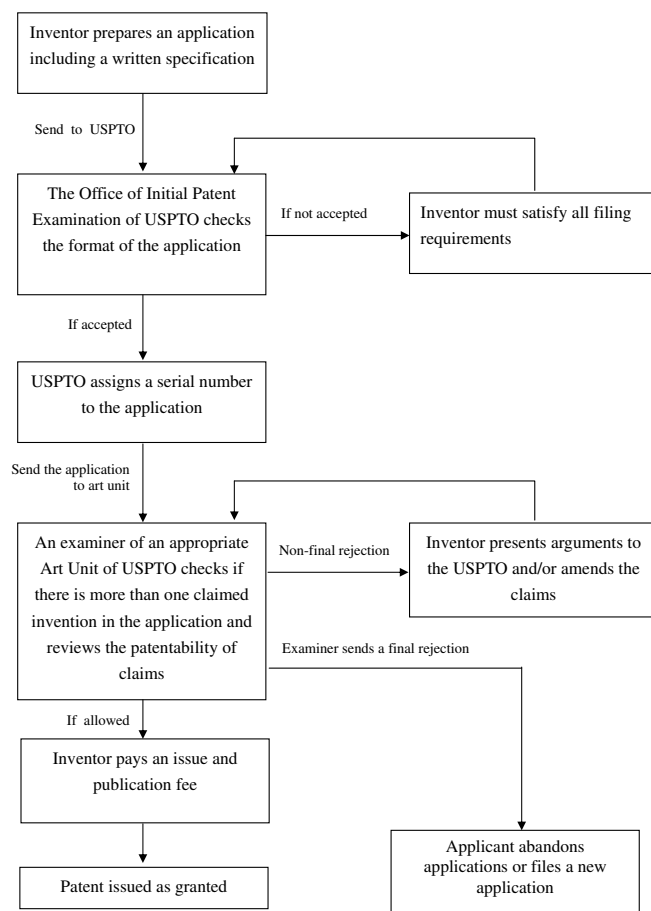 Inventor prepares an application
including a written specification
Send to USPTO
The Office of Initial Patent
Examination of USPTO checks
the format of the application
If not accepted
Inventor must satisfy all filing
requirements
If accepted
USPTO assigns a serial number
to the application
Send the application
to art unit
An examiner of an appropriate
Art Unit of USPTO checks if
there is more than one claimed
invention in the application and
reviews the patentability of
claims
Non-final rejection
Inventor presents arguments to
the USPTO and/or amends the
claims
Examiner sends a final rejection
If allowed
Inventor pays an issue and
publication fee
Patent issued as granted
Applicant abandons
applications or files a new
application